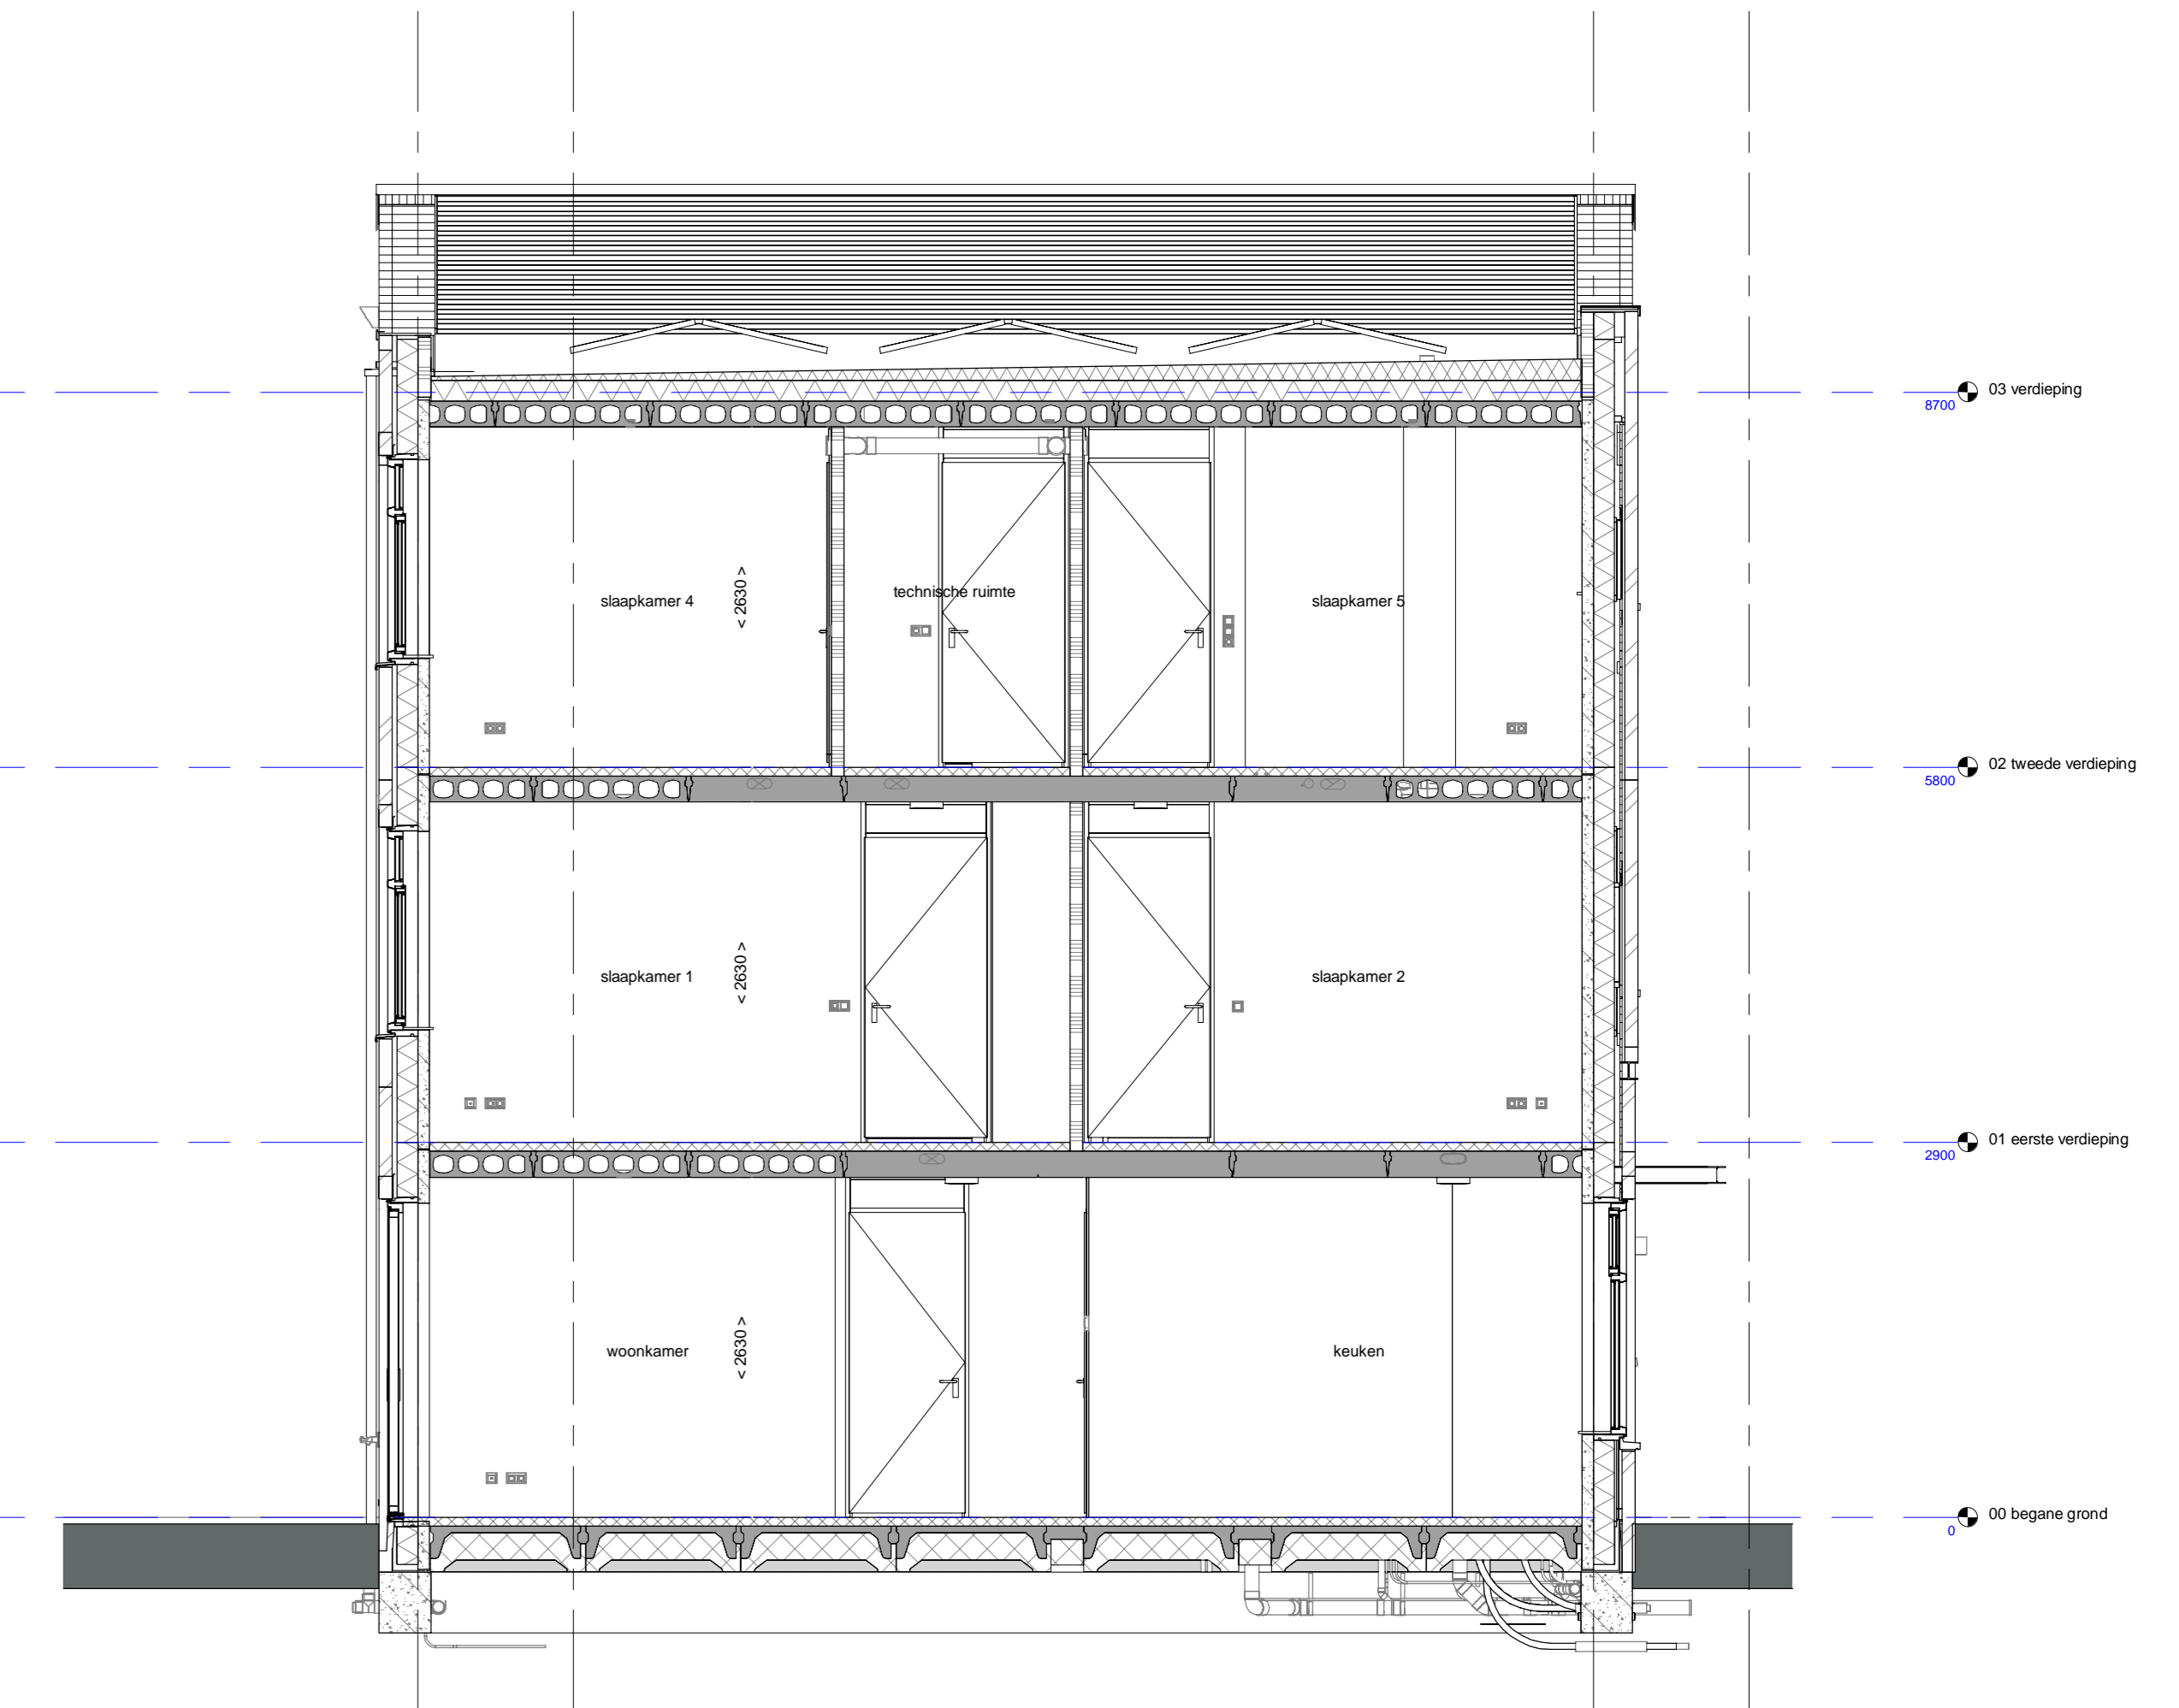 03 verdieping
8700
slaapkamer 4
< 2630 >
technische ruimte
slaapkamer 5
02 tweede verdieping
5800
slaapkamer 1
< 2630 >
slaapkamer 2
01 eerste verdieping
2900
woonkamer
< 2630 >
keuken
00 begane grond
0